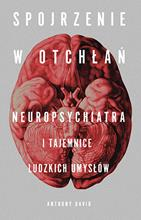 SPOJRZENIE
W OTCHŁAŃ
NEUROPSYCHIATRA
I TAJEMNICE
LUDZKICH UMYSŁÓW
ANTHONY DAVID